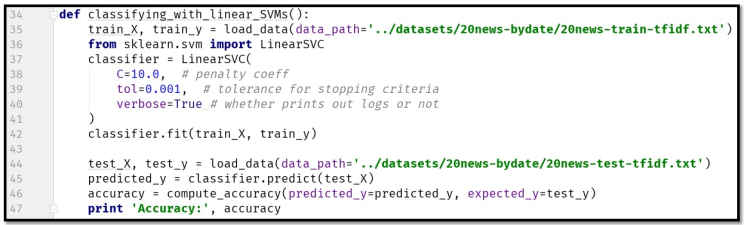 34 def classifying_with_linear_SVMs():
35     train_X, train_y = load_data(data_path='../datasets/20news-bydate/20news-train-tfidf.txt')
36     from sklearn.svm import LinearSVC
37     classifier = LinearSVC(
38         C=10.0,  # penalty coeff
39         tol=0.001,  # tolerance for stopping criteria
40         verbose=True # whether prints out logs or not
41     )
42     classifier.fit(train_X, train_y)
43
44     test_X, test_y = load_data(data_path='../datasets/20news-bydate/20news-test-tfidf.txt')
45     predicted_y = classifier.predict(test_X)
46     accuracy = compute_accuracy(predicted_y=predicted_y, expected_y=test_y)
47     print 'Accuracy:', accuracy